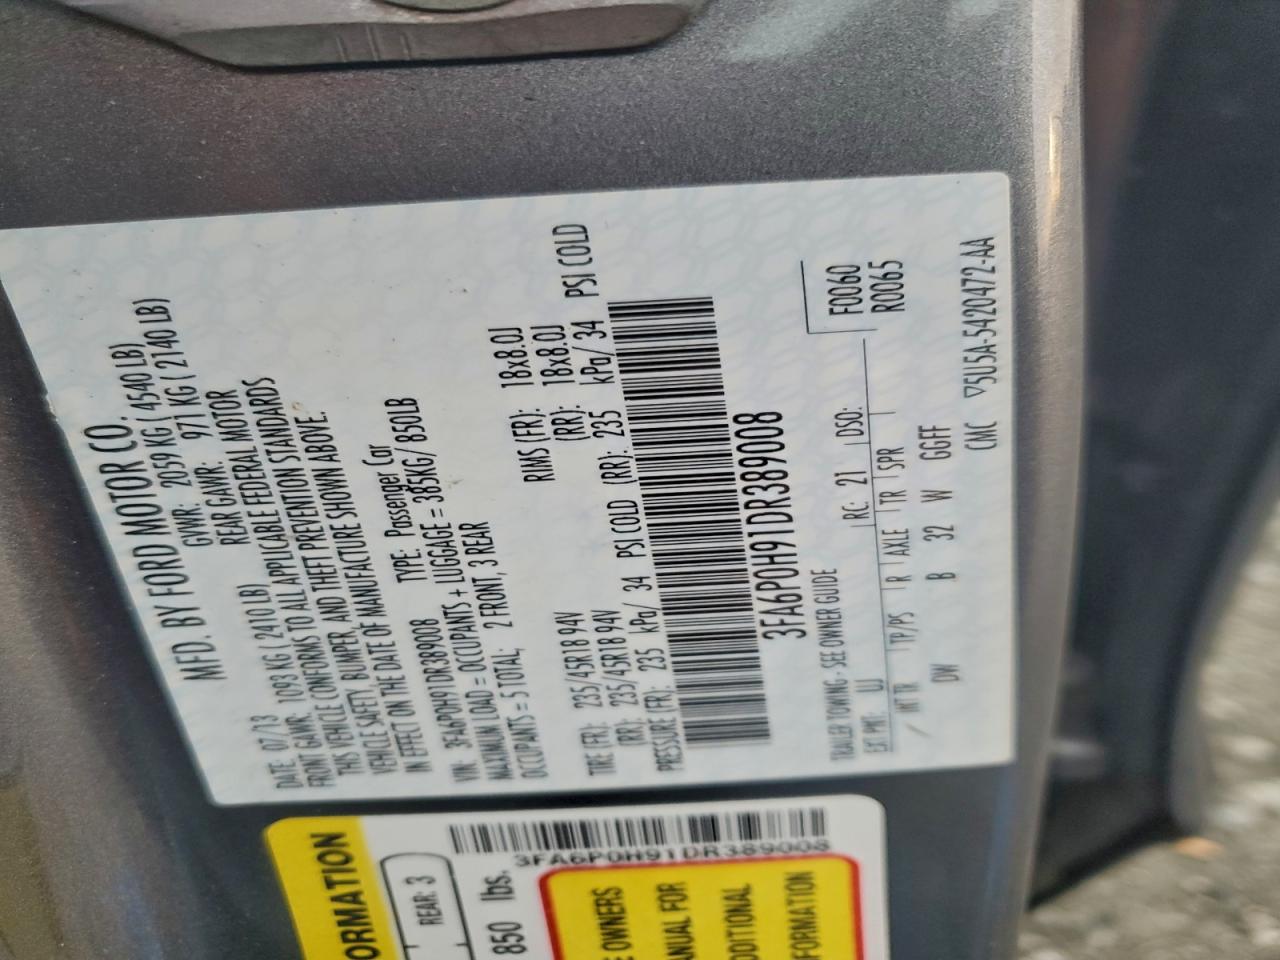 MFD. BY FORD MOTOR CO.
DATE: 07/13 GVWR: 2059 KG (4540 LB)
FRONT GAWR: 1093 KG (2410 LB) REAR GAWR: 971 KG (2140 LB)
THIS VEHICLE CONFORMS TO ALL APPLICABLE FEDERAL MOTOR
VEHICLE SAFETY, BUMPER, AND THEFT PREVENTION STANDARDS
IN EFFECT ON THE DATE OF MANUFACTURE SHOWN ABOVE.
VIN: 3FA6P0H91DR389008 TYPE: Passenger Car
MAXIMUM LOAD = OCCUPANTS + LUGGAGE = 385KG/ 850LB
OCCUPANTS = 5 TOTAL; 2 FRONT, 3 REAR
TIRE (FR): 235/45R18 94V RIMS (FR): 18x8.0J
(RR): 235/45R18 94V (RR): 18x8.0J
PRESSURE (FR): 235 kPa/ 34 PSI COLD (RR): 235 kPa/ 34 PSI COLD
3FA6P0H91DR389008
TRAILER TOWING - SEE OWNER GUIDE
F0060
R0065
EXT PNT: UJ RC: 21 DSO:
INT TR TP/PS R AXLE TR SPR
DW B 32 W GGFF
CMC ▽5U5A-5420472-AA
ORMATION
REAR: 3
850 lbs.
3FA6P0H91DR389008
E OWNERS
ANUAL FOR
DDITIONAL
FORMATION